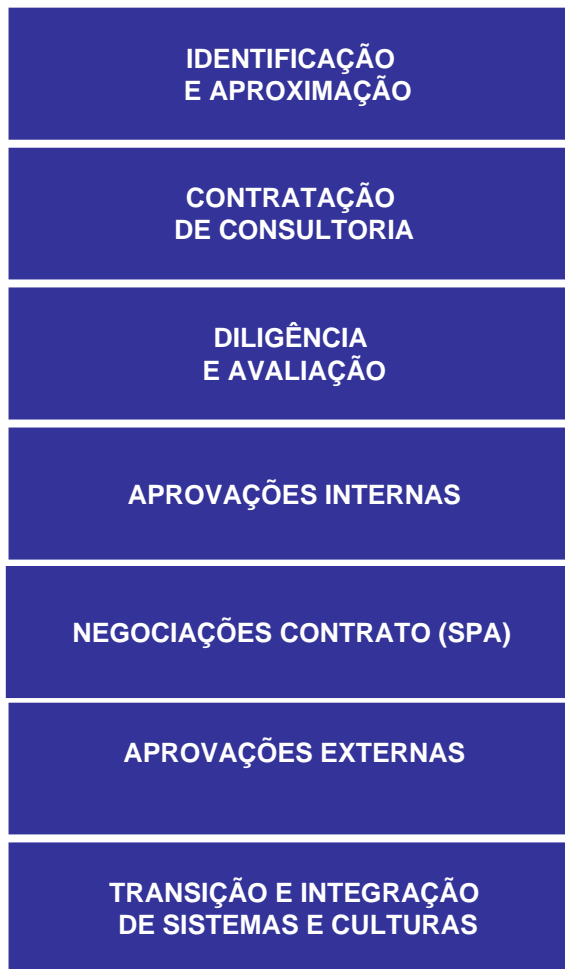 IDENTIFICAÇÃO
E APROXIMAÇÃO
CONTRATAÇÃO
DE CONSULTORIA
DILIGÊNCIA
E AVALIAÇÃO
APROVAÇÕES INTERNAS
NEGOCIAÇÕES CONTRATO (SPA)
APROVAÇÕES EXTERNAS
TRANSIÇÃO E INTEGRAÇÃO
DE SISTEMAS E CULTURAS